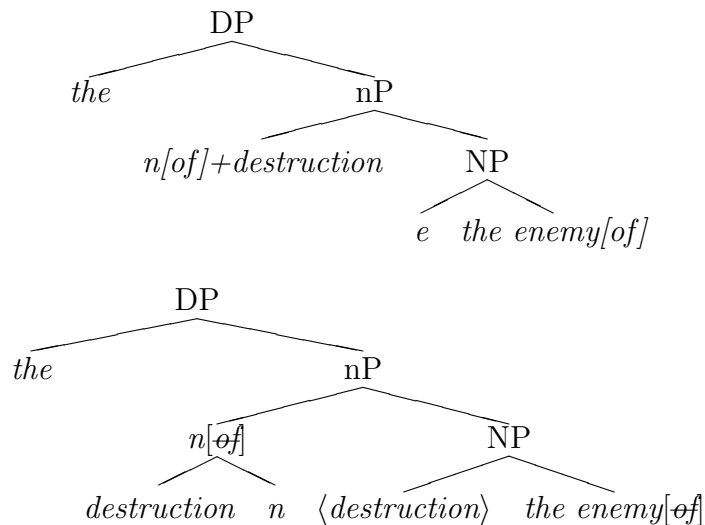 DP
the nP
n[of]+destruction NP
e the enemy[of]
DP
the nP
n[of] NP
destruction n ⟨destruction⟩ the enemy[of]